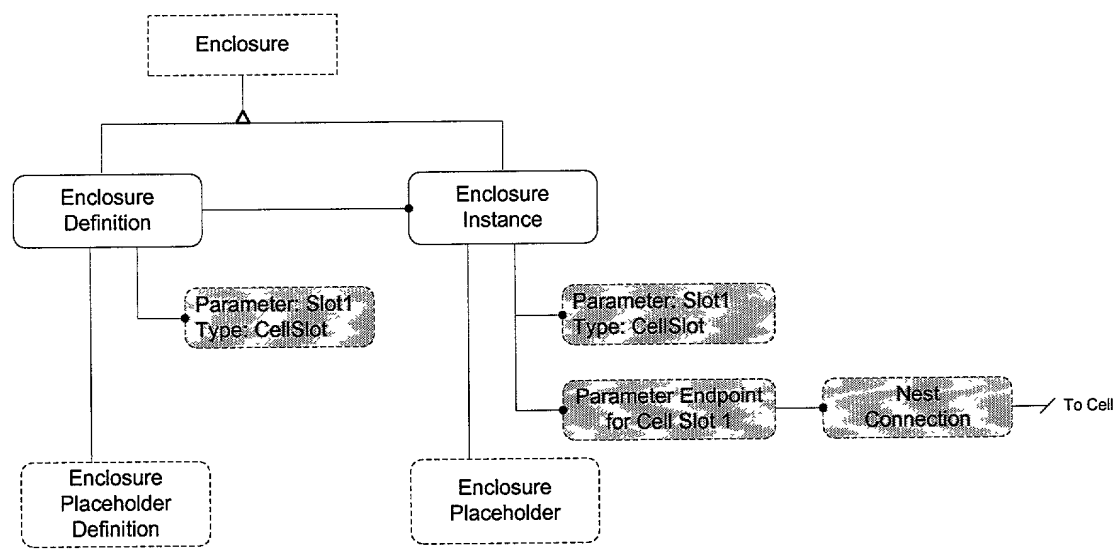 Enclosure
Enclosure
Definition
Enclosure
Instance
Parameter: Slot1
Type: CellSlot
Parameter: Slot1
Type: CellSlot
Parameter Endpoint
for Cell Slot 1
Nest
Connection
To Cell
Enclosure
Placeholder
Definition
Enclosure
Placeholder